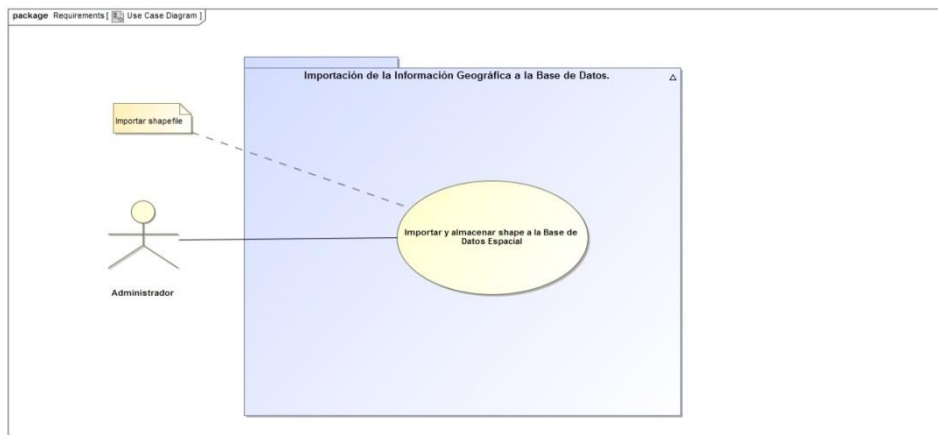 package Requirements [ Use Case Diagram ]
Importación de la Información Geográfica a la Base de Datos.
Importar shapefile
Importar y almacenar shape a la Base de
Datos Espacial
Administrador